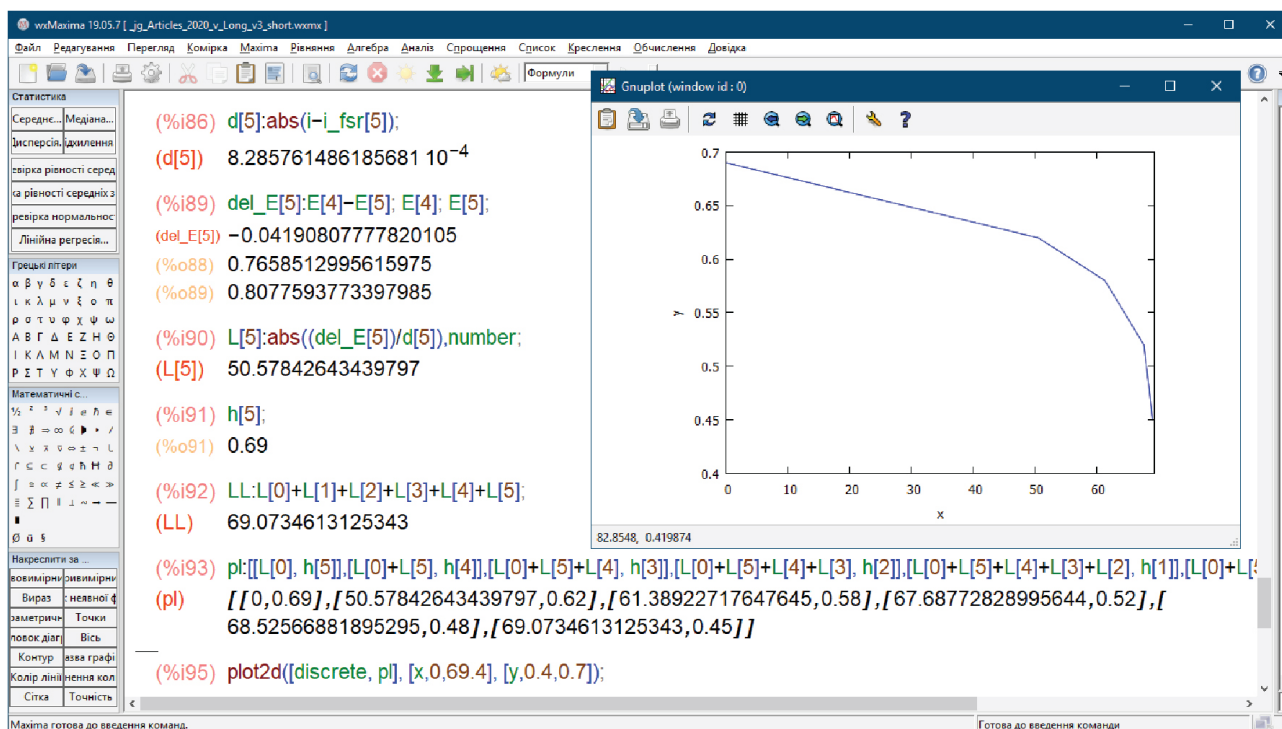 wxMaxima 19.05.7 [ _jg_Articles_2020_v_Long_v3_short.wxmx ]
Файл Редагування Перегляд Комірка Maxima Рівняння Алгебра Аналіз Спрощення Список Креслення Обчислення Довідка
Формули
Статистика
Середнє... Медіана...
Дисперсія.
Лінійна регресія...
Грецькі літери
α β γ δ ε ζ η θ
ι κ λ μ ν ξ ο π
ρ σ τ υ φ χ ψ ω
Α Β Γ Δ Ε Ζ Η Θ
Ι Κ Λ Μ Ν Ξ Ο Π
Ρ Σ Τ Υ Φ Χ Ψ Ω
Математичні с...
Накреслити за ...
Вираз
Точки
Вісь
Контур
Сітка Точність
(%i86) d[5]:abs(i−i_fsr[5]);
(d[5]) 8.285761486185681 10⁻⁴
(%i89) del_E[5]:E[4]−E[5]; E[4]; E[5];
(del_E[5]) −0.04190807777820105
(%o88) 0.7658512995615975
(%o89) 0.8077593773397985
(%i90) L[5]:abs((del_E[5])/d[5]),number;
(L[5]) 50.57842643439797
(%i91) h[5];
(%o91) 0.69
(%i92) LL:L[0]+L[1]+L[2]+L[3]+L[4]+L[5];
(LL) 69.0734613125343
(%i93) pl:[[L[0], h[5]],[L[0]+L[5], h[4]],[L[0]+L[5]+L[4], h[3]],[L[0]+L[5]+L[4]+L[3], h[2]],[L[0]+L[5]+L[4]+L[3]+L[2], h[1]],[L[0]+L[5
(pl) [[0,0.69],[50.57842643439797,0.62],[61.38922717647645,0.58],[67.68772828995644,0.52],[
68.52566881895295,0.48],[69.0734613125343,0.45]]
(%i95) plot2d([discrete, pl], [x,0,69.4], [y,0.4,0.7]);
Gnuplot (window id : 0)
0.7
0.65
0.6
0.55
0.5
0.45
0.4
y
0 10 20 30 40 50 60
x
82.8548, 0.419874
Maxima готова до введення команд.
Готова до введення команди